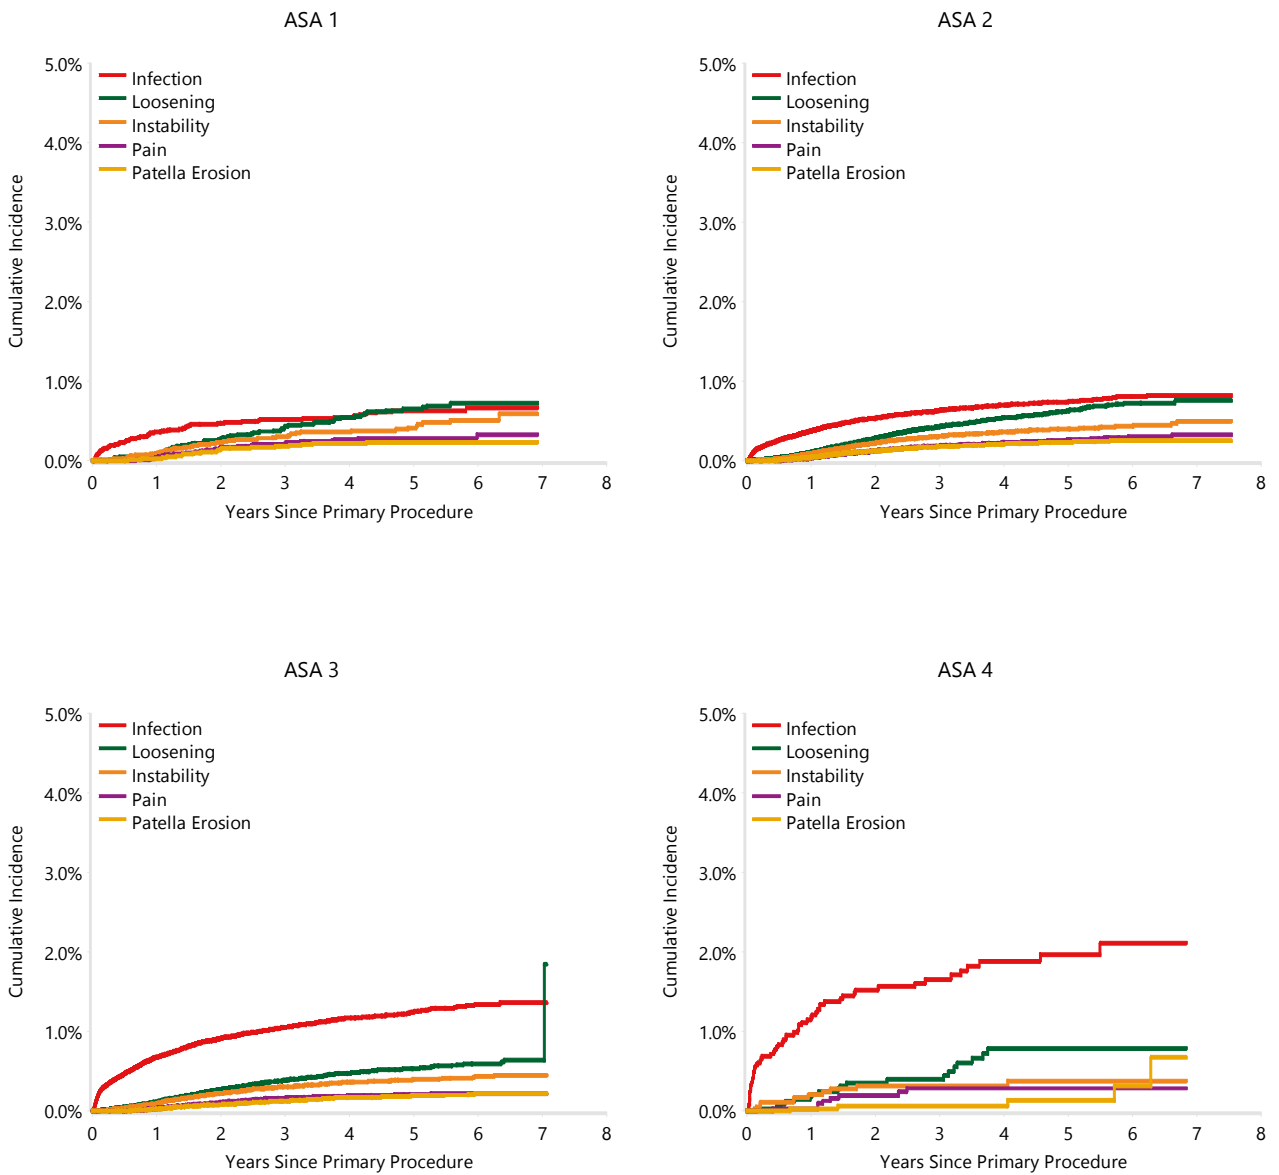 ASA 1
5.0%
4.0%
3.0%
2.0%
1.0%
0.0%
Cumulative Incidence
Infection
Loosening
Instability
Pain
Patella Erosion
0 1 2 3 4 5 6 7 8
Years Since Primary Procedure
ASA 2
5.0%
4.0%
3.0%
2.0%
1.0%
0.0%
Cumulative Incidence
Infection
Loosening
Instability
Pain
Patella Erosion
0 1 2 3 4 5 6 7 8
Years Since Primary Procedure
ASA 3
5.0%
4.0%
3.0%
2.0%
1.0%
0.0%
Cumulative Incidence
Infection
Loosening
Instability
Pain
Patella Erosion
0 1 2 3 4 5 6 7 8
Years Since Primary Procedure
ASA 4
5.0%
4.0%
3.0%
2.0%
1.0%
0.0%
Cumulative Incidence
Infection
Loosening
Instability
Pain
Patella Erosion
0 1 2 3 4 5 6 7 8
Years Since Primary Procedure